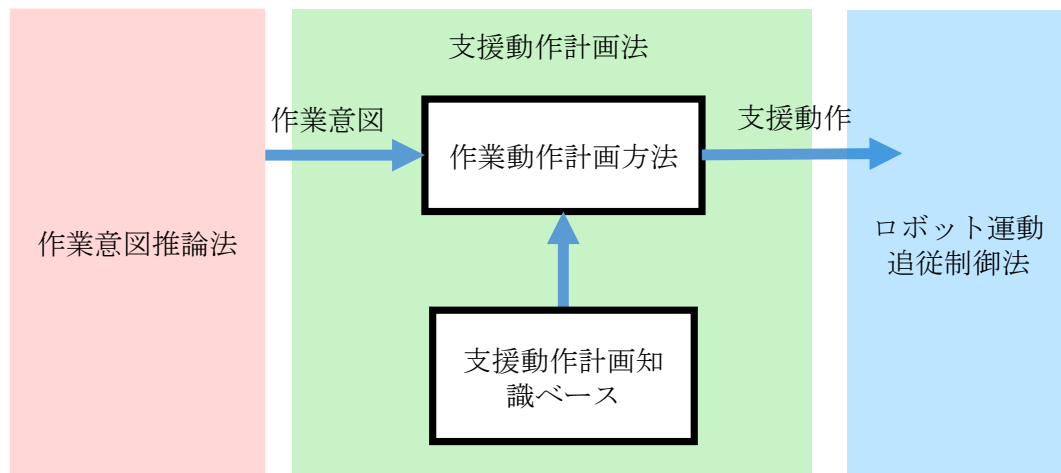 支援動作計画法
作業意図
支援動作
作業動作計画方法
作業意図推論法
ロボット運動
追従制御法
支援動作計画知
識ベース